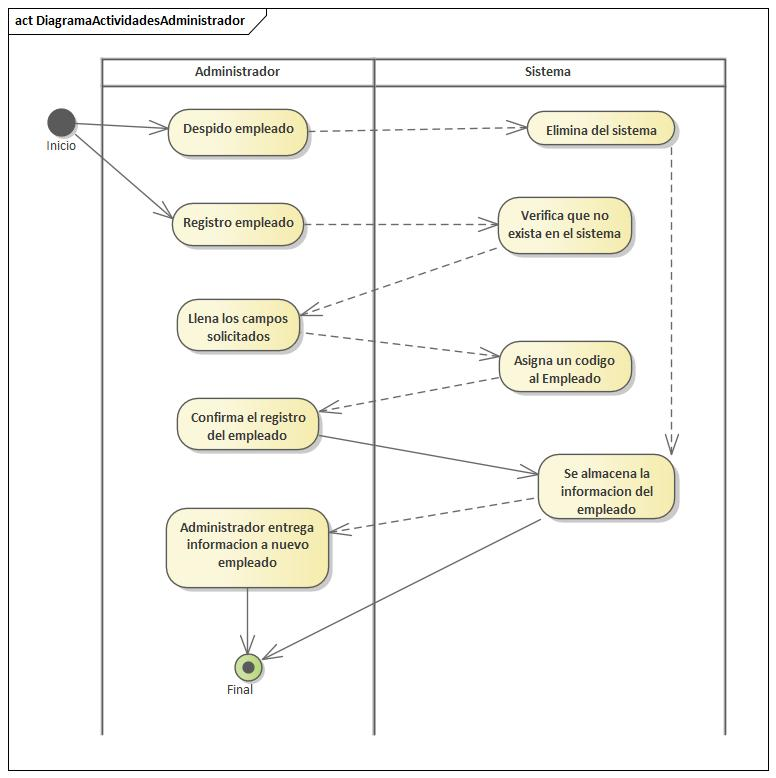 act DiagramaActividadesAdministrador
Administrador
Sistema
Inicio
Despido empleado
Elimina del sistema
Registro empleado
Verifica que no
exista en el sistema
Llena los campos
solicitados
Asigna un codigo
al Empleado
Confirma el registro
del empleado
Se almacena la
informacion del
empleado
Administrador entrega
informacion a nuevo
empleado
Final